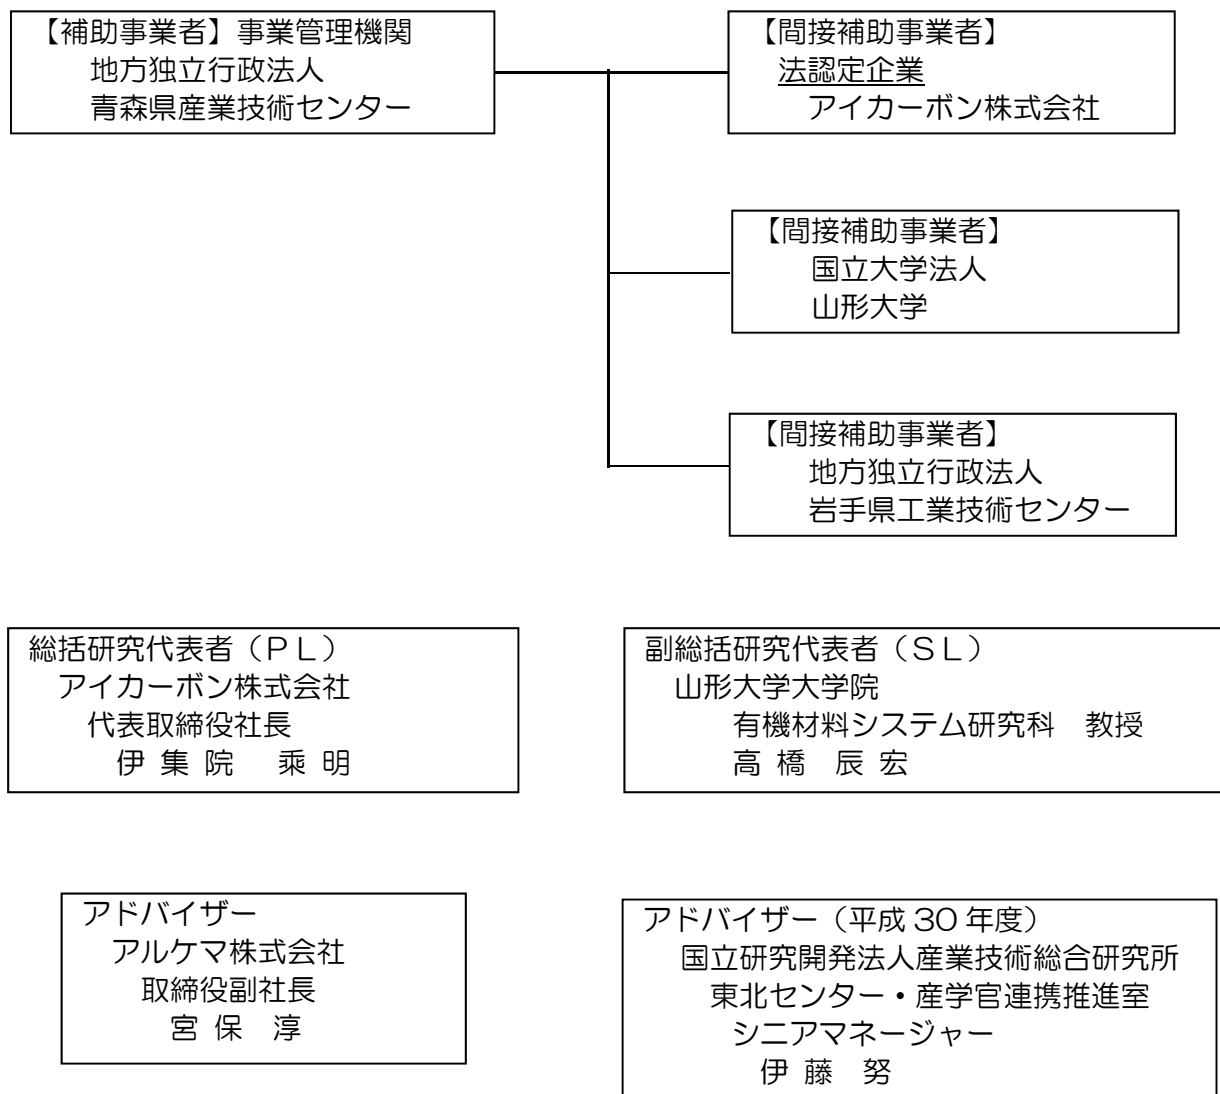 【補助事業者】事業管理機関
地方独立行政法人
青森県産業技術センター
【間接補助事業者】
法認定企業
アイカーボン株式会社
【間接補助事業者】
国立大学法人
山形大学
【間接補助事業者】
地方独立行政法人
岩手県工業技術センター
総括研究代表者（ＰＬ）
アイカーボン株式会社
代表取締役社長
伊 集 院　乘 明
副総括研究代表者（ＳＬ）
山形大学大学院
有機材料システム研究科　教授
高 橋　辰 宏
アドバイザー
アルケマ株式会社
取締役副社長
宮 保　淳
アドバイザー（平成 30 年度）
国立研究開発法人産業技術総合研究所
東北センター・産学官連携推進室
シニアマネージャー
伊 藤　努